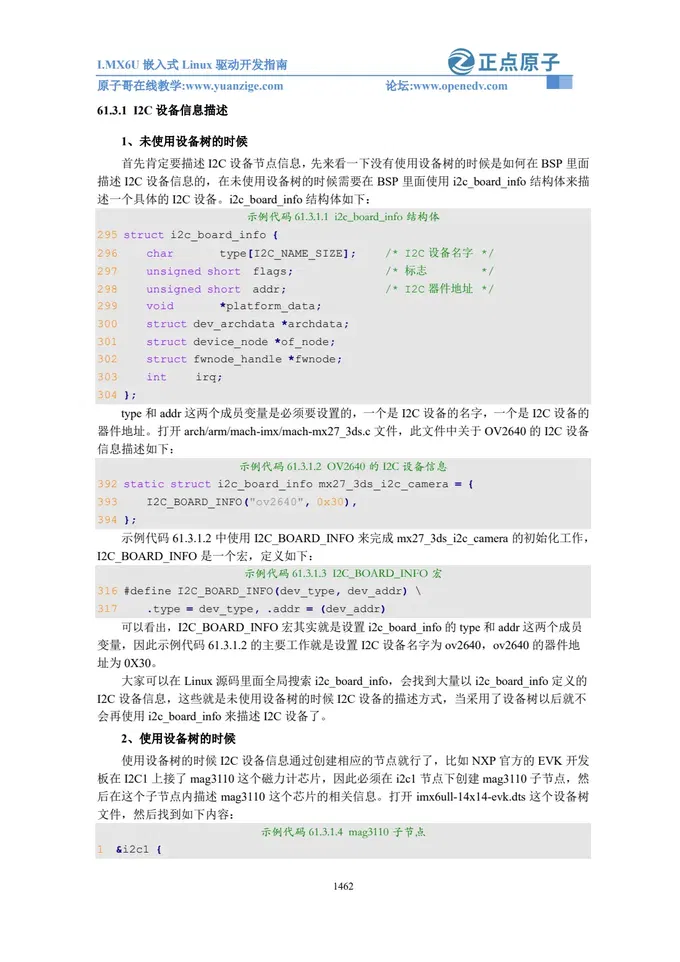 I.MX6U 嵌入式 Linux 驱动开发指南
正点原子
原子哥在线教学:www.yuanzige.com
论坛:www.openedv.com
61.3.1 I2C 设备信息描述
1、未使用设备树的时候
首先肯定要描述 I2C 设备节点信息，先来看一下没有使用设备树的时候是如何在 BSP 里面
描述 I2C 设备信息的，在未使用设备树的时候需要在 BSP 里面使用 i2c_board_info 结构体来描
述一个具体的 I2C 设备。i2c_board_info 结构体如下：
示例代码 61.3.1.1 i2c_board_info 结构体
295 struct i2c_board_info {
296 char type[I2C_NAME_SIZE]; /* I2C 设备名字 */
297 unsigned short flags; /* 标志 */
298 unsigned short addr; /* I2C 器件地址 */
299 void *platform_data;
300 struct dev_archdata *archdata;
301 struct device_node *of_node;
302 struct fwnode_handle *fwnode;
303 int irq;
304 };
type 和 addr 这两个成员变量是必须要设置的，一个是 I2C 设备的名字，一个是 I2C 设备的
器件地址。打开 arch/arm/mach-imx/mach-mx27_3ds.c 文件，此文件中关于 OV2640 的 I2C 设备
信息描述如下：
示例代码 61.3.1.2 OV2640 的 I2C 设备信息
392 static struct i2c_board_info mx27_3ds_i2c_camera = {
393 I2C_BOARD_INFO("ov2640", 0x30),
394 };
示例代码 61.3.1.2 中使用 I2C_BOARD_INFO 来完成 mx27_3ds_i2c_camera 的初始化工作，
I2C_BOARD_INFO 是一个宏，定义如下：
示例代码 61.3.1.3 I2C_BOARD_INFO 宏
316 #define I2C_BOARD_INFO(dev_type, dev_addr) \
317 .type = dev_type, .addr = (dev_addr)
可以看出，I2C_BOARD_INFO 宏其实就是设置 i2c_board_info 的 type 和 addr 这两个成员
变量，因此示例代码 61.3.1.2 的主要工作就是设置 I2C 设备名字为 ov2640，ov2640 的器件地
址为 0X30。
大家可以在 Linux 源码里面全局搜索 i2c_board_info，会找到大量以 i2c_board_info 定义的
I2C 设备信息，这些就是未使用设备树的时候 I2C 设备的描述方式，当采用了设备树以后就不
会再使用 i2c_board_info 来描述 I2C 设备了。
2、使用设备树的时候
使用设备树的时候 I2C 设备信息通过创建相应的节点就行了，比如 NXP 官方的 EVK 开发
板在 I2C1 上接了 mag3110 这个磁力计芯片，因此必须在 i2c1 节点下创建 mag3110 子节点，然
后在这个子节点内描述 mag3110 这个芯片的相关信息。打开 imx6ull-14x14-evk.dts 这个设备树
文件，然后找到如下内容：
示例代码 61.3.1.4 mag3110 子节点
1 &i2c1 {
1462